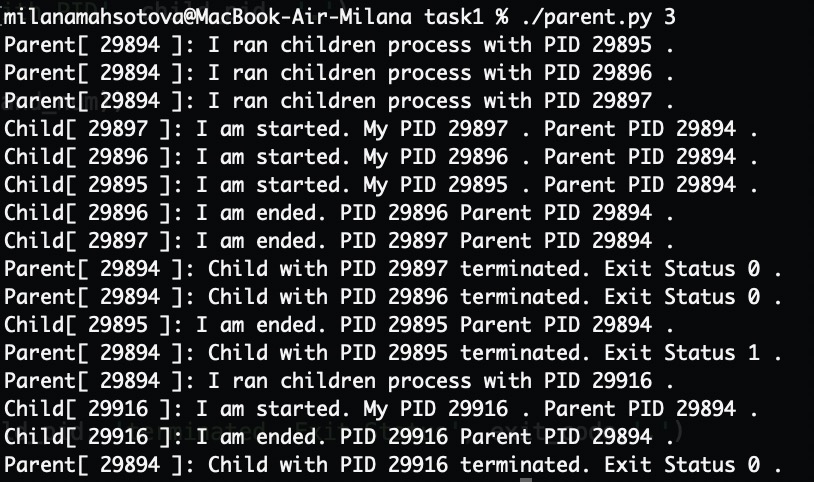 milanamahsotova@MacBook-Air-Milana task1 % ./parent.py 3
Parent[ 29894 ]: I ran children process with PID 29895 .
Parent[ 29894 ]: I ran children process with PID 29896 .
Parent[ 29894 ]: I ran children process with PID 29897 .
Child[ 29897 ]: I am started. My PID 29897 . Parent PID 29894 .
Child[ 29896 ]: I am started. My PID 29896 . Parent PID 29894 .
Child[ 29895 ]: I am started. My PID 29895 . Parent PID 29894 .
Child[ 29896 ]: I am ended. PID 29896 Parent PID 29894 .
Child[ 29897 ]: I am ended. PID 29897 Parent PID 29894 .
Parent[ 29894 ]: Child with PID 29897 terminated. Exit Status 0 .
Parent[ 29894 ]: Child with PID 29896 terminated. Exit Status 0 .
Child[ 29895 ]: I am ended. PID 29895 Parent PID 29894 .
Parent[ 29894 ]: Child with PID 29895 terminated. Exit Status 1 .
Parent[ 29894 ]: I ran children process with PID 29916 .
Child[ 29916 ]: I am started. My PID 29916 . Parent PID 29894 .
Child[ 29916 ]: I am ended. PID 29916 Parent PID 29894 .
Parent[ 29894 ]: Child with PID 29916 terminated. Exit Status 0 .